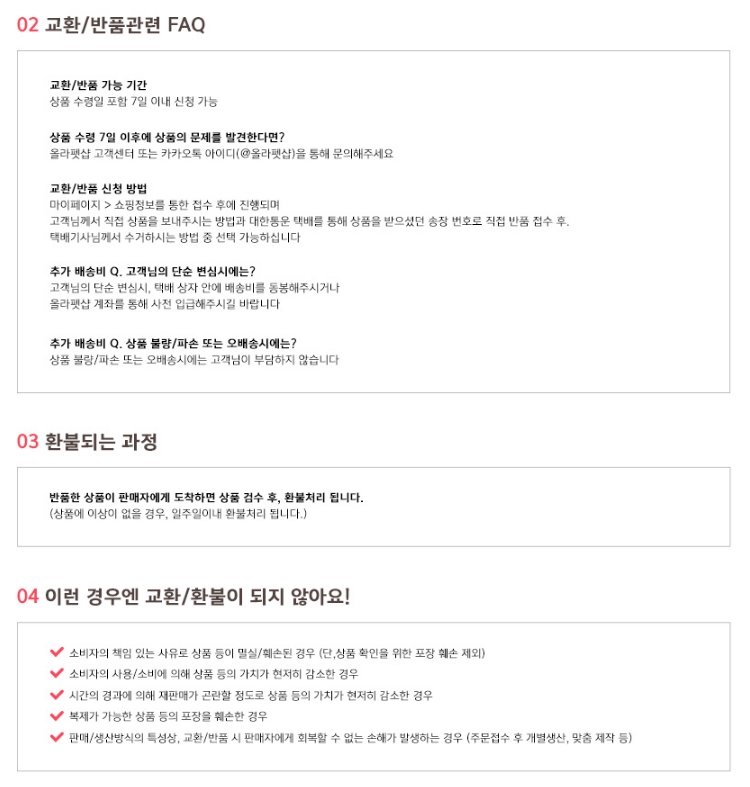 02 교환/반품관련 FAQ
교환/반품 가능 기간
상품 수령일 포함 7일 이내 신청 가능
상품 수령 7일 이후에 상품의 문제를 발견한다면?
올라펫샵 고객센터 또는 카카오톡 아이디(@올라펫샵)을 통해 문의해주세요
교환/반품 신청 방법
마이페이지 > 쇼핑정보를 통한 접수 후에 진행되며
고객님께서 직접 상품을 보내주시는 방법과 대한통운 택배를 통해 상품을 받으셨던 송장 번호로 직접 반품 접수 후.
택배기사님께서 수거하시는 방법 중 선택 가능하십니다
추가 배송비 Q. 고객님의 단순 변심시에는?
고객님의 단순 변심시, 택배 상자 안에 배송비를 동봉해주시거나
올라펫샵 계좌를 통해 사전 입급해주시길 바랍니다
추가 배송비 Q. 상품 불량/파손 또는 오배송시에는?
상품 불랑/파손 또는 오배송시에는 고객님이 부담하지 않습니다
03 환불되는 과정
반품한 상품이 판매자에게 도착하면 상품 검수 후, 환불처리 됩니다.
(상품에 이상이 없을 경우, 일주일이내 환불처리 됩니다.)
04 이런 경우엔 교환/환불이 되지 않아요!
소비자의 책임 있는 사유로 상품 등이 멸실/훼손된 경우 (단,상품 확인을 위한 포장 훼손 제외)
소비자의 사용/소비에 의해 상품 등의 가치가 현저히 감소한 경우
시간의 경과에 의해 재판매가 곤란할 정도로 상품 등의 가치가 현저히 감소한 경우
복제가 가능한 상품 등의 포장을 훼손한 경우
판매/생산방식의 특성상, 교환/반품 시 판매자에게 회복할 수 없는 손해가 발생하는 경우 (주문접수 후 개별생산, 맞춤 제작 등)